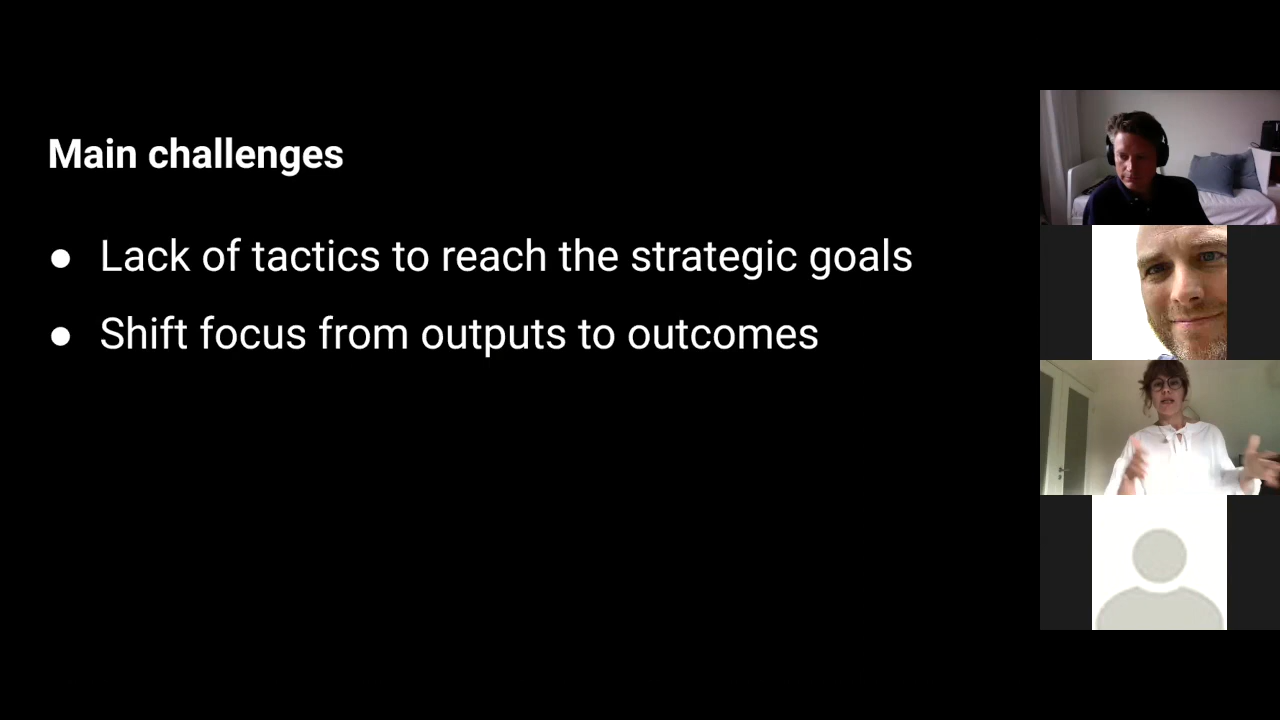 Main challenges
● Lack of tactics to reach the strategic goals
● Shift focus from outputs to outcomes